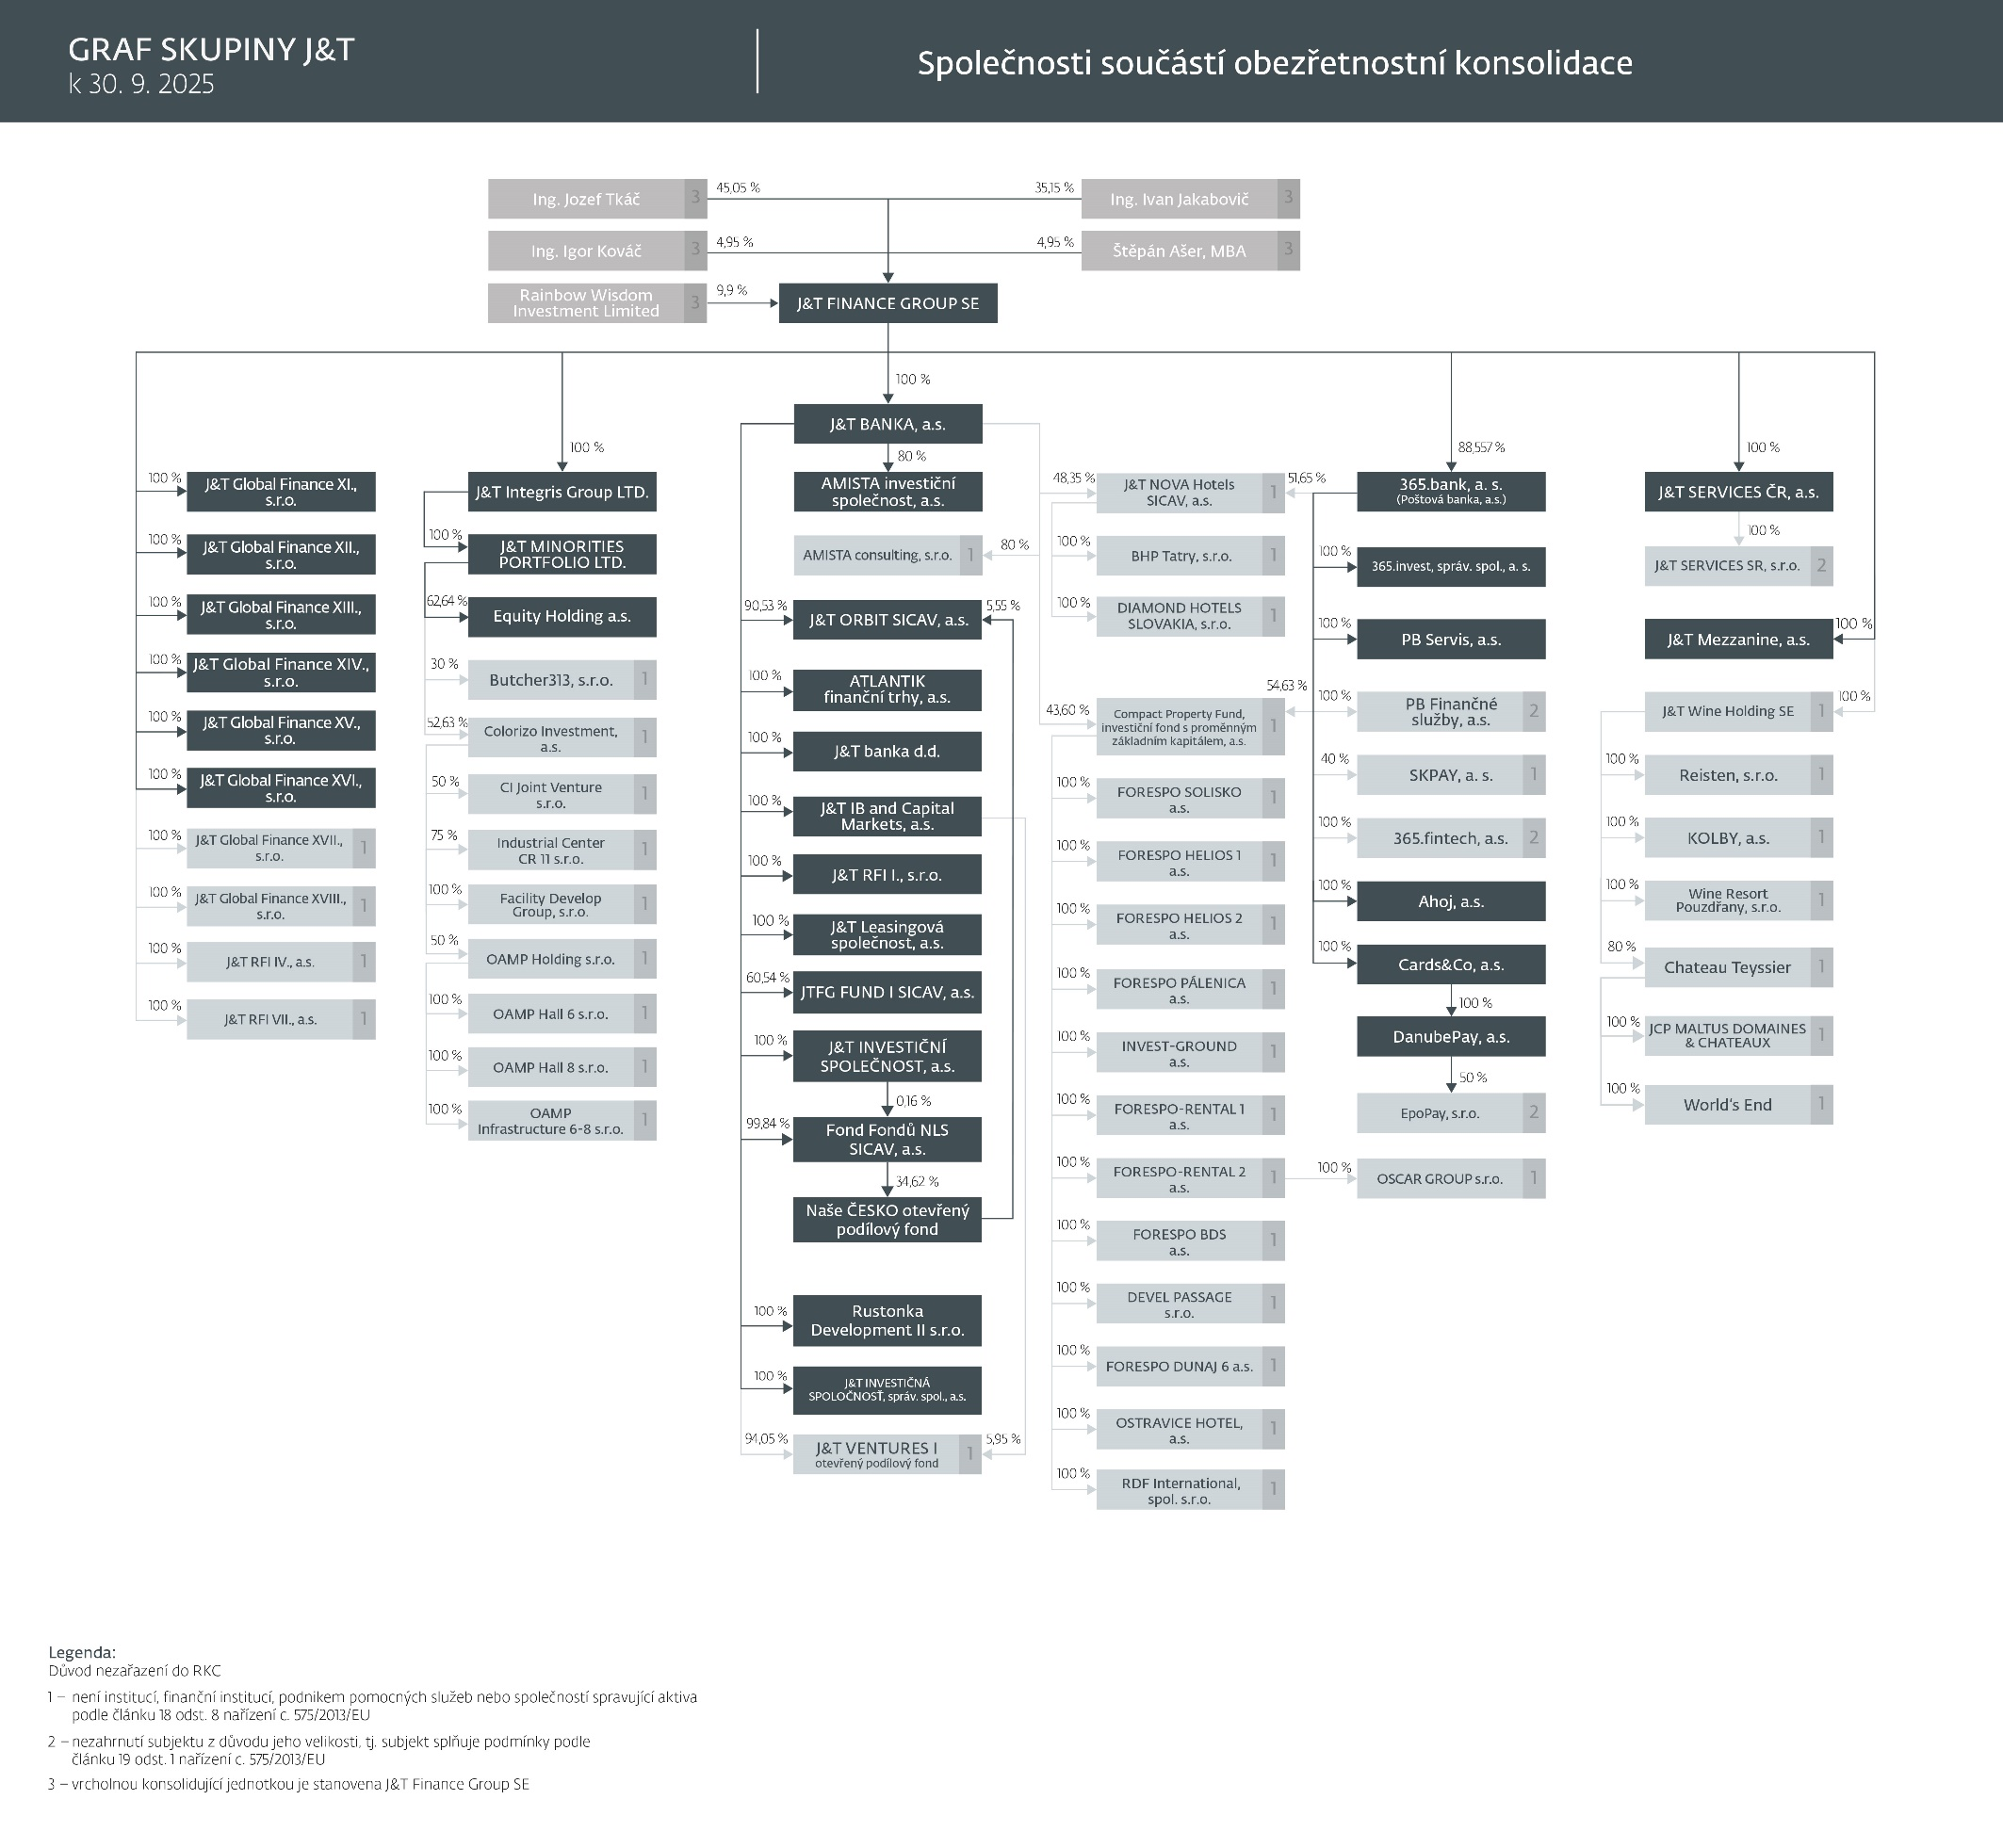 GRAF SKUPINY J&T
k 30. 9. 2025
Společnosti součástí obezřetnostní konsolidace
Ing. Jozef Tkáč
3
45,05 %
35,15 %
Ing. Ivan Jakabovič
3
Ing. Igor Kováč
3
4,95 %
4,95 %
Štěpán Ašer, MBA
3
Rainbow Wisdom
Investment Limited
3
9,9 %
J&T FINANCE GROUP SE
100 %
J&T Global Finance XI.,
s.r.o.
100 %
J&T Global Finance XII.,
s.r.o.
100 %
J&T Global Finance XIII.,
s.r.o.
100 %
J&T Global Finance XIV.,
s.r.o.
100 %
J&T Global Finance XV.,
s.r.o.
100 %
J&T Global Finance XVI.,
s.r.o.
100 %
J&T Global Finance XVII.,
s.r.o.
1
100 %
J&T Global Finance XVIII.,
s.r.o.
1
100 %
J&T RFI IV., a.s.
1
100 %
J&T RFI VII., a.s.
1
100 %
J&T Integris Group LTD.
100 %
J&T MINORITIES
PORTFOLIO LTD.
62,64 %
Equity Holding a.s.
30 %
Butcher313, s.r.o.
1
52,63 %
Colorizo Investment,
a.s.
1
50 %
CI Joint Venture
s.r.o.
1
75 %
Industrial Center
CR 11 s.r.o.
1
100 %
Facility Develop
Group, s.r.o.
1
50 %
OAMP Holding s.r.o.
1
100 %
OAMP Hall 6 s.r.o.
1
100 %
OAMP Hall 8 s.r.o.
1
100 %
OAMP
Infrastructure 6-8 s.r.o.
1
100 %
J&T BANKA, a.s.
80 %
AMISTA investiční
společnost, a.s.
AMISTA consulting, s.r.o.
1
80 %
90,53 %
J&T ORBIT SICAV, a.s.
5,55 %
100 %
ATLANTIK
finanční trhy, a.s.
100 %
J&T banka d.d.
100 %
J&T IB and Capital
Markets, a.s.
100 %
J&T RFI I., s.r.o.
100 %
J&T Leasingová
společnost, a.s.
60,54 %
JTFG FUND I SICAV, a.s.
100 %
J&T INVESTIČNÍ
SPOLEČNOST, a.s.
0,16 %
99,84 %
Fond Fondů NLS
SICAV, a.s.
34,62 %
Naše ČESKO otevřený
podílový fond
100 %
Rustonka
Development II s.r.o.
100 %
J&T INVESTIČNÁ
SPOLOČNOSŤ, správ. spol., a.s.
94,05 %
J&T VENTURES I
otevřený podílový fond
1
5,95 %
48,35 %
J&T NOVA Hotels
SICAV, a.s.
1
51,65 %
100 %
BHP Tatry, s.r.o.
1
100 %
DIAMOND HOTELS
SLOVAKIA, s.r.o.
1
43,60 %
Compact Property Fund,
investiční fond s proměnným
základním kapitálem, a.s.
1
54,63 %
100 %
FORESPO SOLISKO
a.s.
1
100 %
FORESPO HELIOS 1
a.s.
1
100 %
FORESPO HELIOS 2
a.s.
1
100 %
FORESPO PÁLENICA
a.s.
1
100 %
INVEST-GROUND
a.s.
1
100 %
FORESPO-RENTAL 1
a.s.
1
100 %
FORESPO-RENTAL 2
a.s.
1
100 %
OSCAR GROUP s.r.o.
1
100 %
FORESPO BDS
a.s.
1
100 %
DEVEL PASSAGE
s.r.o.
1
100 %
FORESPO DUNAJ 6 a.s.
1
100 %
OSTRAVICE HOTEL,
a.s.
1
100 %
RDF International,
spol. s.r.o.
1
88,557 %
365.bank, a. s.
(Poštová banka, a.s.)
100 %
365.invest, správ. spol., a. s.
100 %
PB Servis, a.s.
100 %
PB Finančné
služby, a.s.
2
40 %
SKPAY, a. s.
1
100 %
365.fintech, a.s.
2
100 %
Ahoj, a.s.
100 %
Cards&Co, a.s.
100 %
DanubePay, a.s.
50 %
EpoPay, s.r.o.
2
100 %
J&T SERVICES ČR, a.s.
100 %
J&T SERVICES SR, s.r.o.
2
J&T Mezzanine, a.s.
100 %
J&T Wine Holding SE
1
100 %
100 %
Reisten, s.r.o.
1
100 %
KOLBY, a.s.
1
100 %
Wine Resort
Pouzdřany, s.r.o.
1
80 %
Chateau Teyssier
1
100 %
JCP MALTUS DOMAINES
& CHATEAUX
1
100 %
World's End
1
Legenda:
Důvod nezařazení do RKC
1 – není institucí, finanční institucí, podnikem pomocných služeb nebo společností spravující aktiva
podle článku 18 odst. 8 nařízení c. 575/2013/EU
2 – nezahrnutí subjektu z důvodu jeho velikosti, tj. subjekt splňuje podmínky podle
článku 19 odst. 1 nařízení c. 575/2013/EU
3 – vrcholnou konsolidující jednotkou je stanovena J&T Finance Group SE